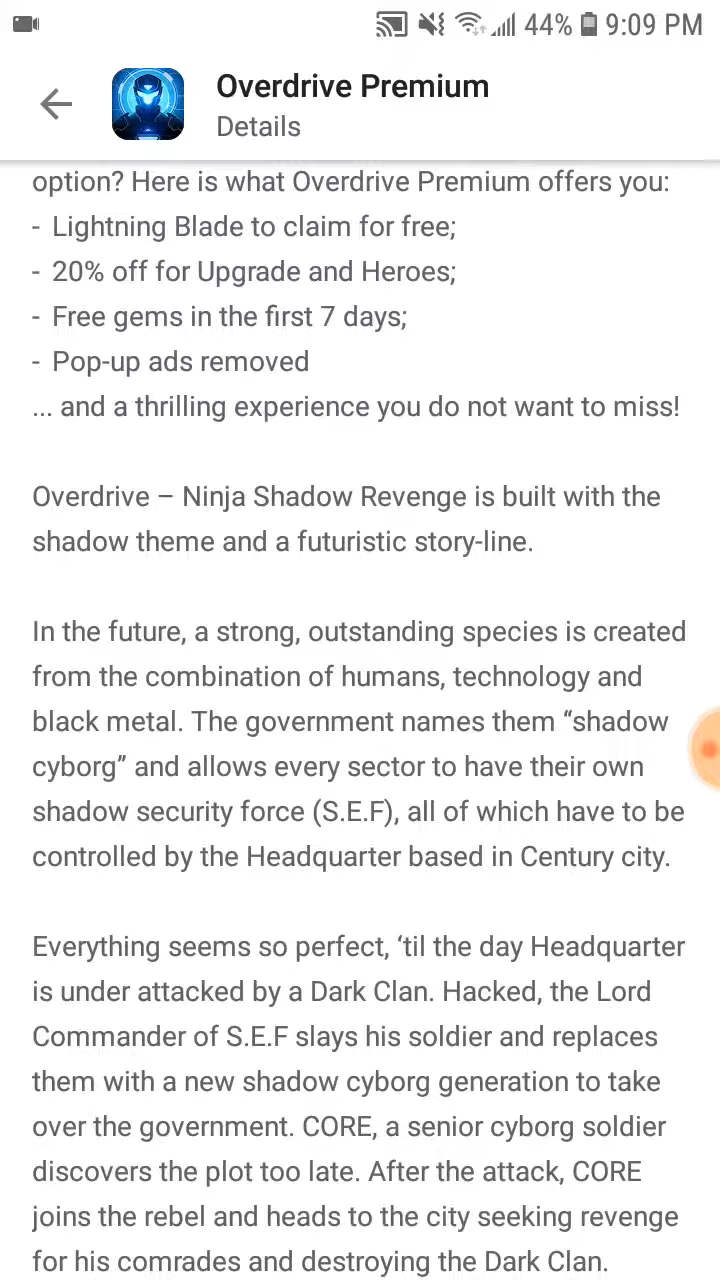 44% 9:09 PM
Overdrive Premium
Details
option? Here is what Overdrive Premium offers you:
- Lightning Blade to claim for free;
- 20% off for Upgrade and Heroes;
- Free gems in the first 7 days;
- Pop-up ads removed
... and a thrilling experience you do not want to miss!
Overdrive – Ninja Shadow Revenge is built with the
shadow theme and a futuristic story-line.
In the future, a strong, outstanding species is created
from the combination of humans, technology and
black metal. The government names them “shadow
cyborg” and allows every sector to have their own
shadow security force (S.E.F), all of which have to be
controlled by the Headquarter based in Century city.
Everything seems so perfect, ‘til the day Headquarter
is under attacked by a Dark Clan. Hacked, the Lord
Commander of S.E.F slays his soldier and replaces
them with a new shadow cyborg generation to take
over the government. CORE, a senior cyborg soldier
discovers the plot too late. After the attack, CORE
joins the rebel and heads to the city seeking revenge
for his comrades and destroying the Dark Clan.